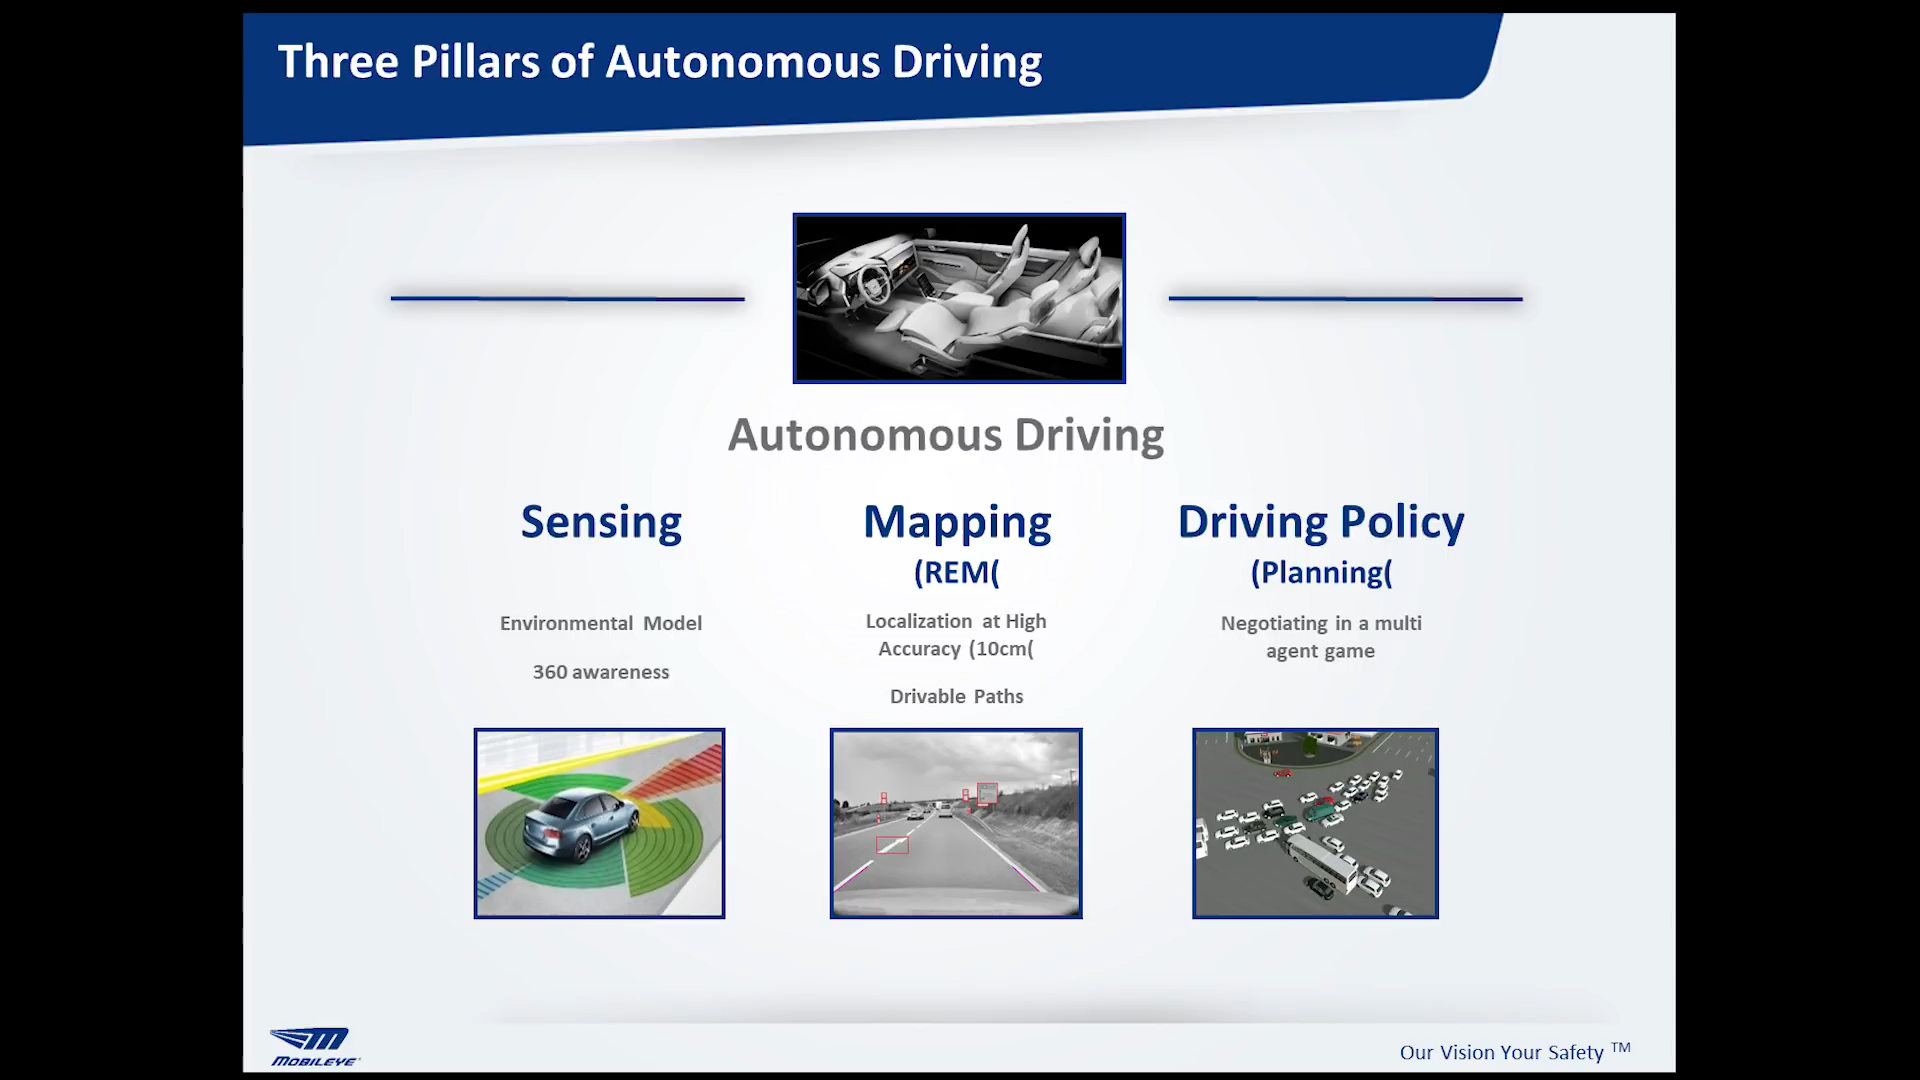 Three Pillars of Autonomous Driving
Autonomous Driving
Sensing
Environmental Model
360 awareness
Mapping
(REM(
Localization at High
Accuracy (10cm(
Drivable Paths
Driving Policy
(Planning(
Negotiating in a multi
agent game
MOBILEYE
Our Vision Your Safety TM